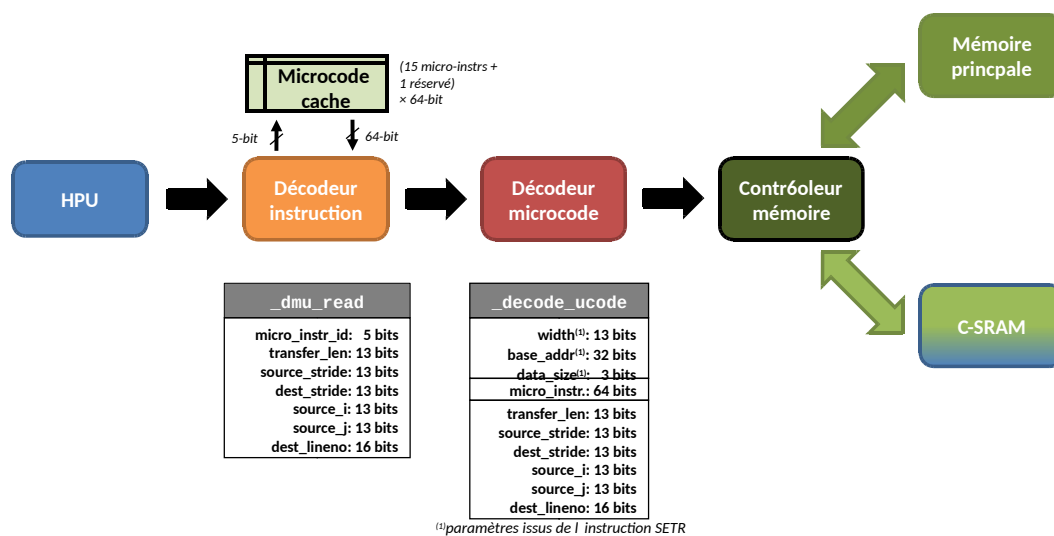 Mémoire
princpale
Microcode
cache
(15 micro-instrs +
1 réservé)
× 64-bit
5-bit
64-bit
HPU
Décodeur
instruction
Décodeur
microcode
Contr6oleur
mémoire
C-SRAM
_dmu_read
micro_instr_id: 5 bits
transfer_len: 13 bits
source_stride: 13 bits
dest_stride: 13 bits
source_i: 13 bits
source_j: 13 bits
dest_lineno: 16 bits
_decode_ucode
width(1): 13 bits
base_addr(1): 32 bits
data_size(1): 3 bits
micro_instr.: 64 bits
transfer_len: 13 bits
source_stride: 13 bits
dest_stride: 13 bits
source_i: 13 bits
source_j: 13 bits
dest_lineno: 16 bits
(1)paramètres issus de l instruction SETR